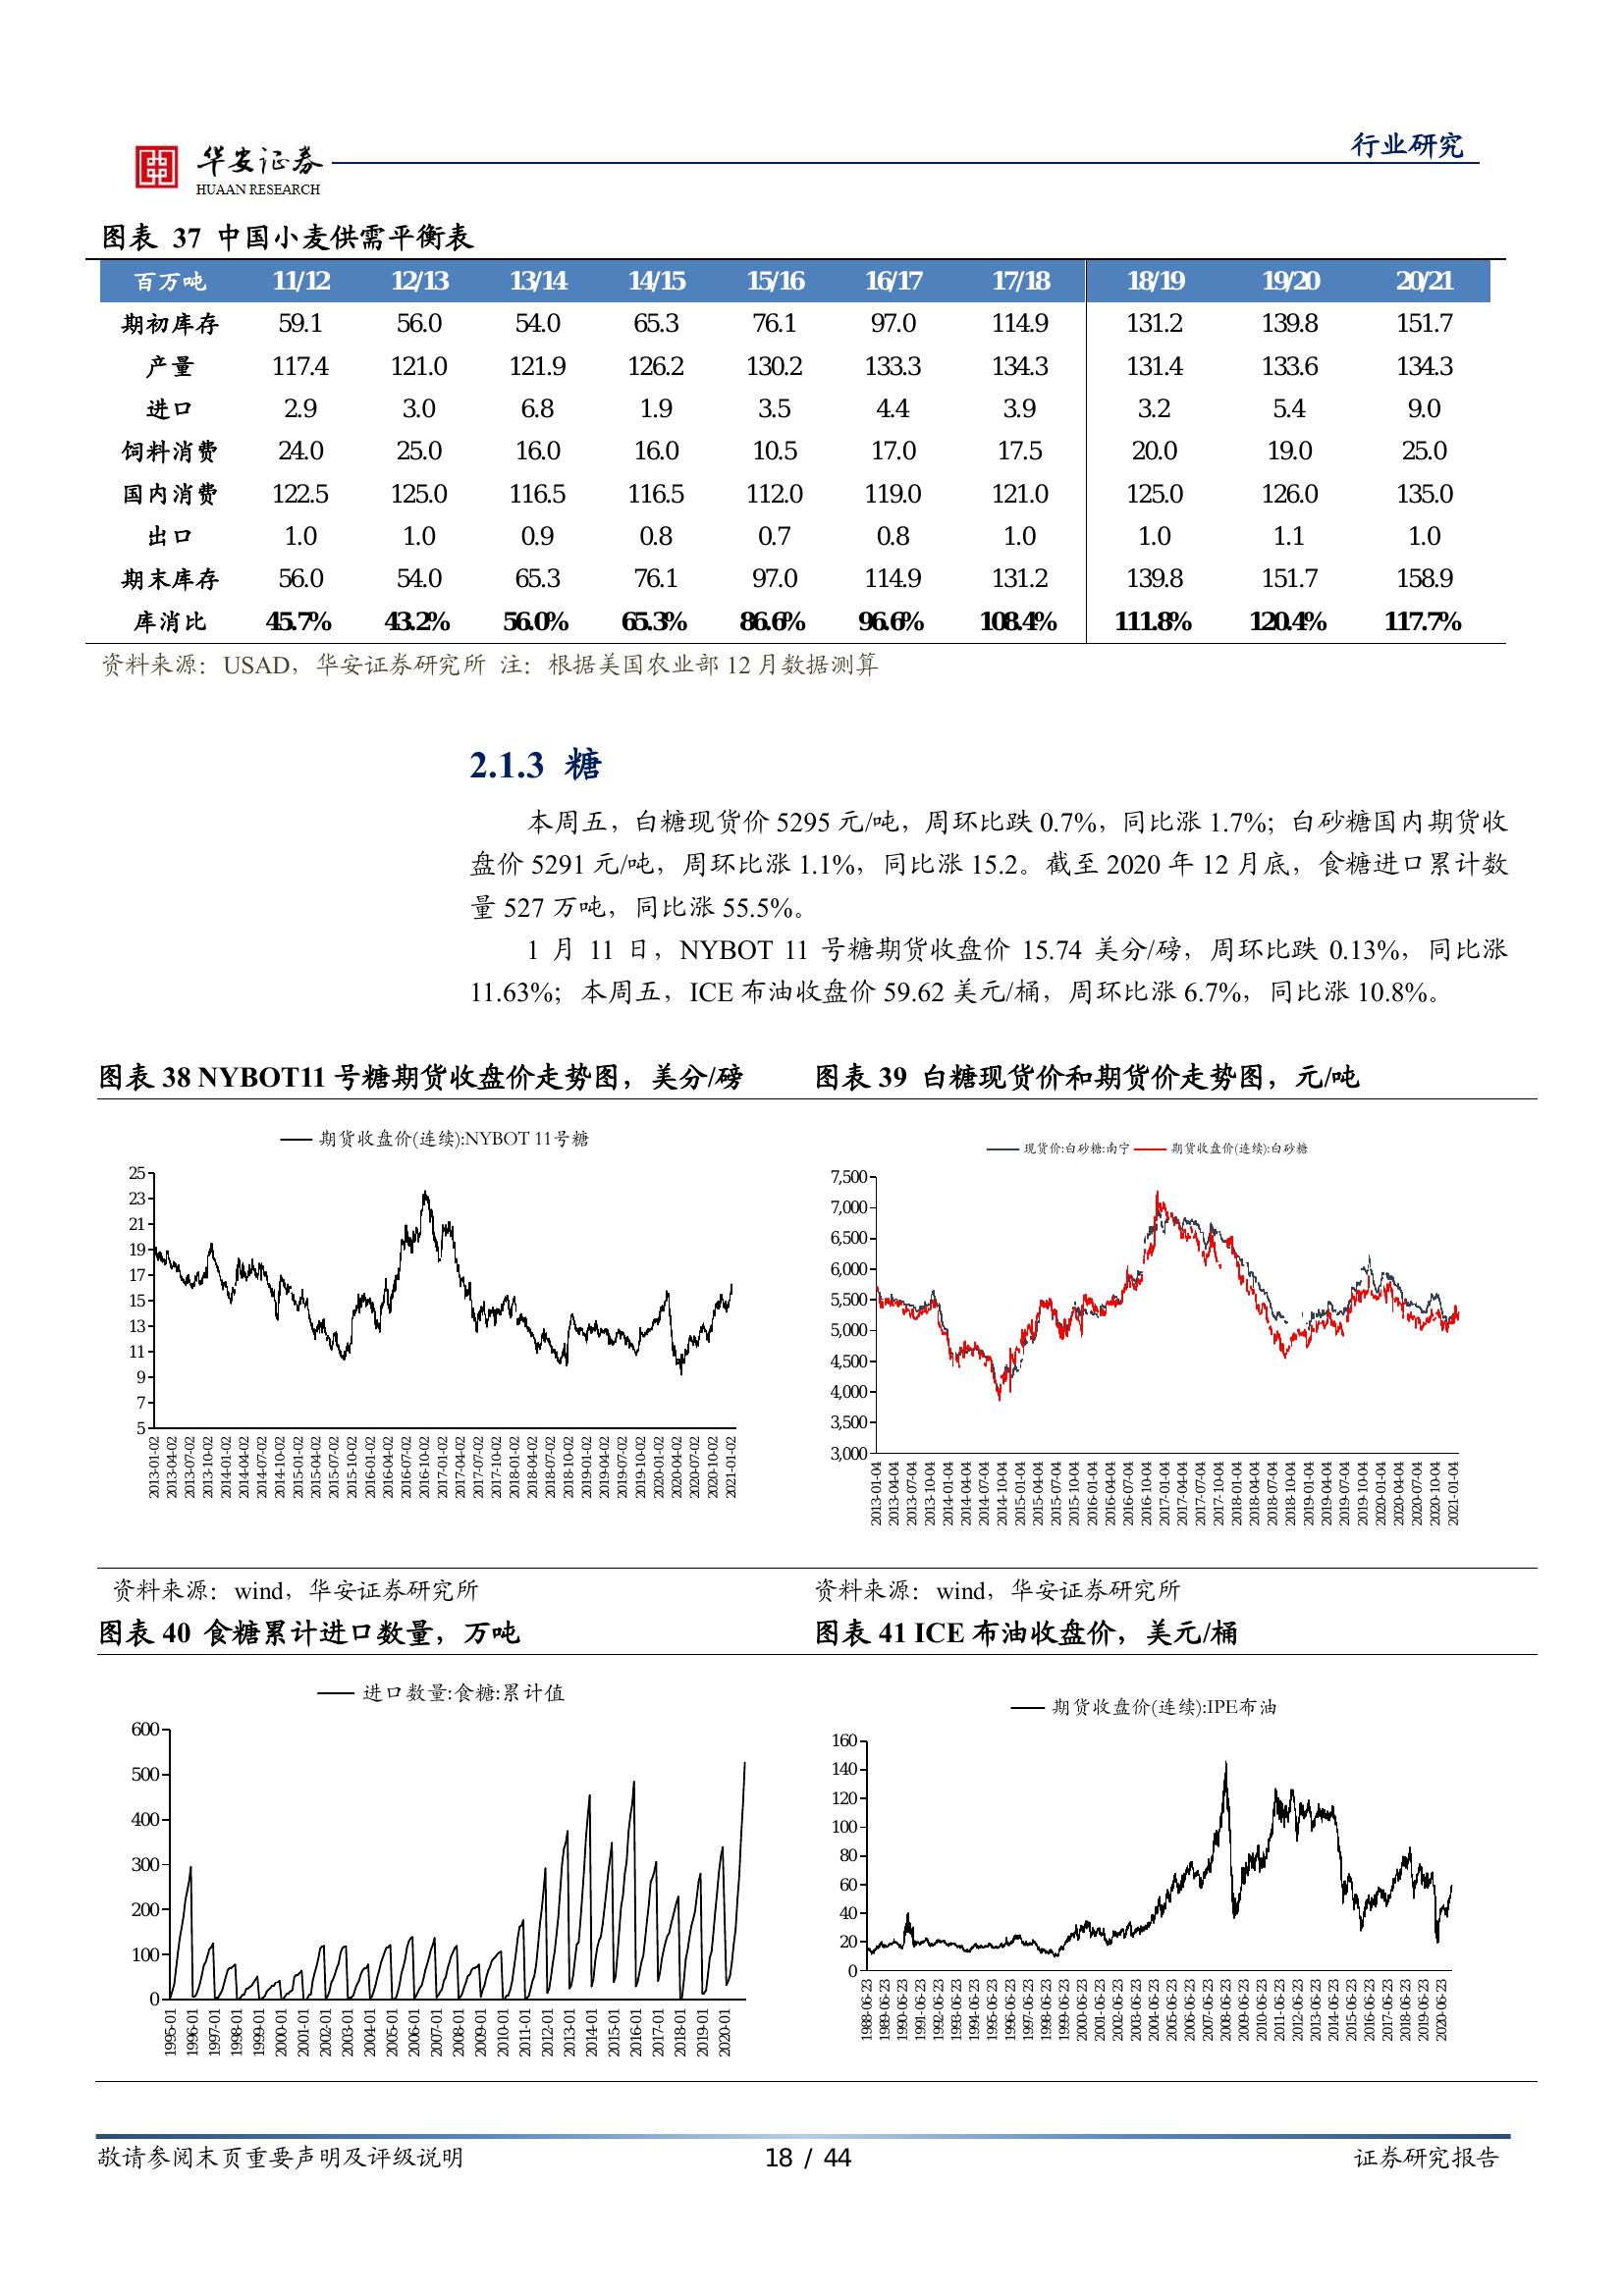 行业研究
华安证券
HUAAN RESEARCH
图表 37 中国小麦供需平衡表
百万吨 11/12 12/13 13/14 14/15 15/16 16/17 17/18 18/19 19/20 20/21
期初库存 59.1 56.0 54.0 65.3 76.1 97.0 114.9 131.2 139.8 151.7
产量 117.4 121.0 121.9 126.2 130.2 133.3 134.3 131.4 133.6 134.3
进口 2.9 3.0 6.8 1.9 3.5 4.4 3.9 3.2 5.4 9.0
饲料消费 24.0 25.0 16.0 16.0 10.5 17.0 17.5 20.0 19.0 25.0
国内消费 122.5 125.0 116.5 116.5 112.0 119.0 121.0 125.0 126.0 135.0
出口 1.0 1.0 0.9 0.8 0.7 0.8 1.0 1.0 1.1 1.0
期末库存 56.0 54.0 65.3 76.1 97.0 114.9 131.2 139.8 151.7 158.9
库消比 45.7% 43.2% 56.0% 65.3% 86.6% 96.6% 108.4% 111.8% 120.4% 117.7%
资料来源：USAD，华安证券研究所 注：根据美国农业部 12 月数据测算
2.1.3 糖
本周五，白糖现货价 5295 元/吨，周环比跌 0.7%，同比涨 1.7%；白砂糖国内期货收
盘价 5291 元/吨，周环比涨 1.1%，同比涨 15.2。截至 2020 年 12 月底，食糖进口累计数
量 527 万吨，同比涨 55.5%。
1 月 11 日，NYBOT 11 号糖期货收盘价 15.74 美分/磅，周环比跌 0.13%，同比涨
11.63%；本周五，ICE 布油收盘价 59.62 美元/桶，周环比涨 6.7%，同比涨 10.8%。
图表 38 NYBOT11 号糖期货收盘价走势图，美分/磅
期货收盘价(连续):NYBOT 11号糖
25
23
21
19
17
15
13
11
9
7
5
2013-01-02 2013-04-02 2013-07-02 2013-10-02 2014-01-02 2014-04-02 2014-07-02 2014-10-02 2015-01-02 2015-04-02 2015-07-02 2015-10-02 2016-01-02 2016-04-02 2016-07-02 2016-10-02 2017-01-02 2017-04-02 2017-07-02 2017-10-02 2018-01-02 2018-04-02 2018-07-02 2018-10-02 2019-01-02 2019-04-02 2019-07-02 2019-10-02 2020-01-02 2020-04-02 2020-07-02 2020-10-02 2021-01-02
资料来源：wind，华安证券研究所
图表 39 白糖现货价和期货价走势图，元/吨
现货价:白砂糖:南宁 期货收盘价(连续):白砂糖
7,500
7,000
6,500
6,000
5,500
5,000
4,500
4,000
3,500
3,000
2013-01-04 2013-04-04 2013-07-04 2013-10-04 2014-01-04 2014-04-04 2014-07-04 2014-10-04 2015-01-04 2015-04-04 2015-07-04 2015-10-04 2016-01-04 2016-04-04 2016-07-04 2016-10-04 2017-01-04 2017-04-04 2017-07-04 2017-10-04 2018-01-04 2018-04-04 2018-07-04 2018-10-04 2019-01-04 2019-04-04 2019-07-04 2019-10-04 2020-01-04 2020-04-04 2020-07-04 2020-10-04 2021-01-04
资料来源：wind，华安证券研究所
图表 40 食糖累计进口数量，万吨
进口数量:食糖:累计值
600
500
400
300
200
100
0
1995-01 1996-01 1997-01 1998-01 1999-01 2000-01 2001-01 2002-01 2003-01 2004-01 2005-01 2006-01 2007-01 2008-01 2009-01 2010-01 2011-01 2012-01 2013-01 2014-01 2015-01 2016-01 2017-01 2018-01 2019-01 2020-01
图表 41 ICE 布油收盘价，美元/桶
期货收盘价(连续):IPE布油
160
140
120
100
80
60
40
20
0
1988-06-23 1989-06-23 1990-06-23 1991-06-23 1992-06-23 1993-06-23 1994-06-23 1995-06-23 1996-06-23 1997-06-23 1998-06-23 1999-06-23 2000-06-23 2001-06-23 2002-06-23 2003-06-23 2004-06-23 2005-06-23 2006-06-23 2007-06-23 2008-06-23 2009-06-23 2010-06-23 2011-06-23 2012-06-23 2013-06-23 2014-06-23 2015-06-23 2016-06-23 2017-06-23 2018-06-23 2019-06-23 2020-06-23
敬请参阅末页重要声明及评级说明 18 / 44 证券研究报告